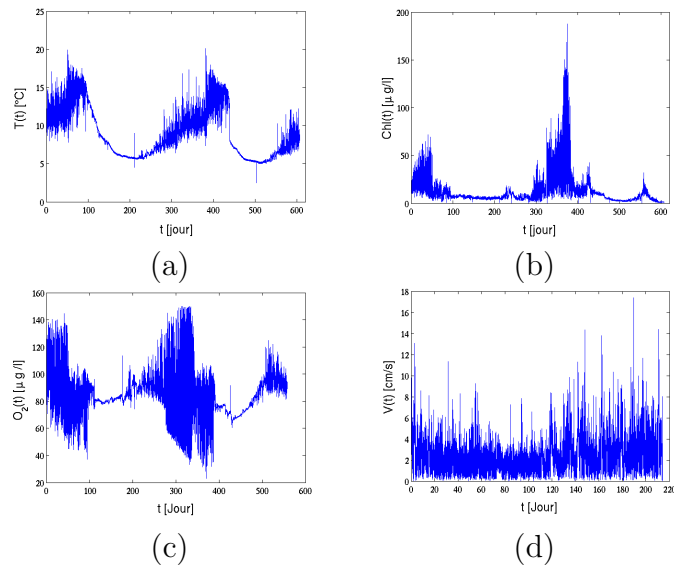 25
20
15
10
5
0
0 100 200 300 400 500 600
T(t) [°C]
t [jour]
(a)
200
150
100
50
0
0 100 200 300 400 500 600
Chl(t) [μ g/l]
t [jour]
(b)
160
140
120
100
80
60
40
20
0 100 200 300 400 500 600
O2(t) [μ g /l]
t [Jour]
(c)
18
16
14
12
10
8
6
4
2
0
0 20 40 60 80 100 120 140 160 180 200 220
V(t) [cm/s]
t [Jour]
(d)